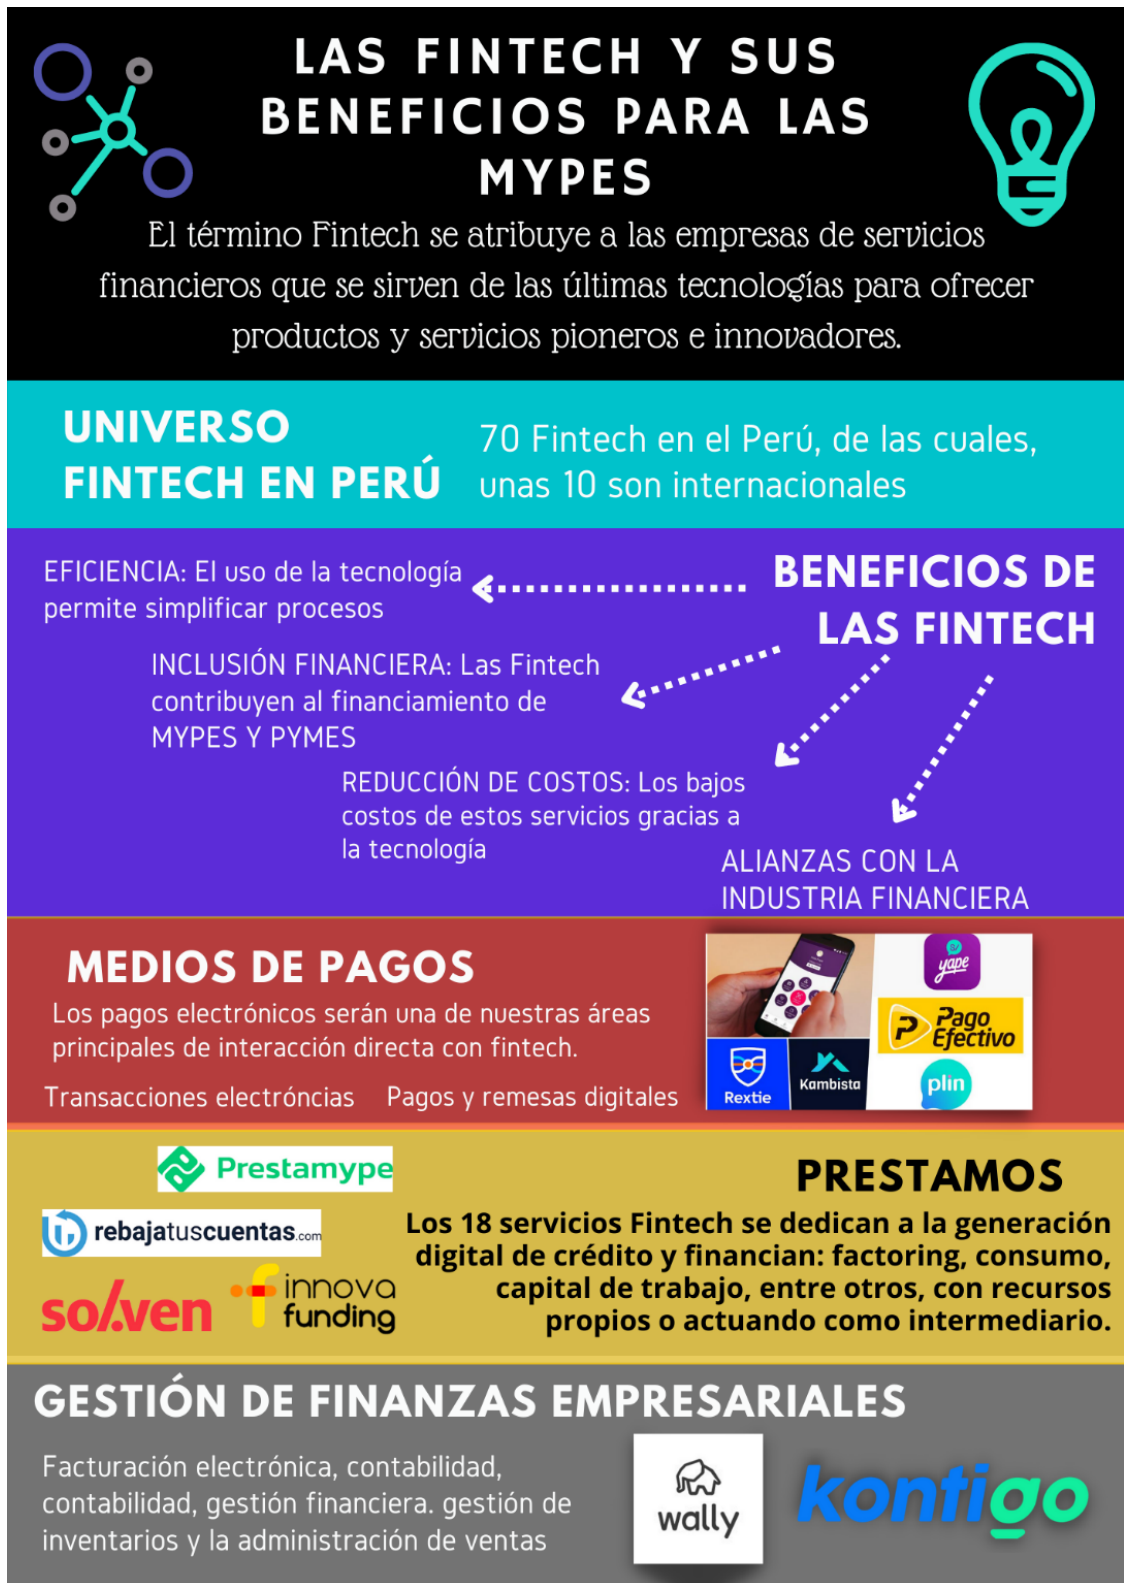 LAS FINTECH Y SUS
BENEFICIOS PARA LAS
MYPES
El término Fintech se atribuye a las empresas de servicios
financieros que se sirven de las últimas tecnologías para ofrecer
productos y servicios pioneros e innovadores.
UNIVERSO
FINTECH EN PERÚ
70 Fintech en el Perú, de las cuales,
unas 10 son internacionales
BENEFICIOS DE
LAS FINTECH
EFICIENCIA: El uso de la tecnología
permite simplificar procesos
INCLUSIÓN FINANCIERA: Las Fintech
contribuyen al financiamiento de
MYPES Y PYMES
REDUCCIÓN DE COSTOS: Los bajos
costos de estos servicios gracias a
la tecnología
ALIANZAS CON LA
INDUSTRIA FINANCIERA
MEDIOS DE PAGOS
Los pagos electrónicos serán una de nuestras áreas
principales de interacción directa con fintech.
Transacciones electróncias
Pagos y remesas digitales
yape
Pago
Efectivo
Rextie
Kambista
plin
Prestamype
rebajatuscuentas.com
solven
innova
funding
PRESTAMOS
Los 18 servicios Fintech se dedican a la generación
digital de crédito y financian: factoring, consumo,
capital de trabajo, entre otros, con recursos
propios o actuando como intermediario.
GESTIÓN DE FINANZAS EMPRESARIALES
Facturación electrónica, contabilidad,
contabilidad, gestión financiera. gestión de
inventarios y la administración de ventas
wally
kontigo